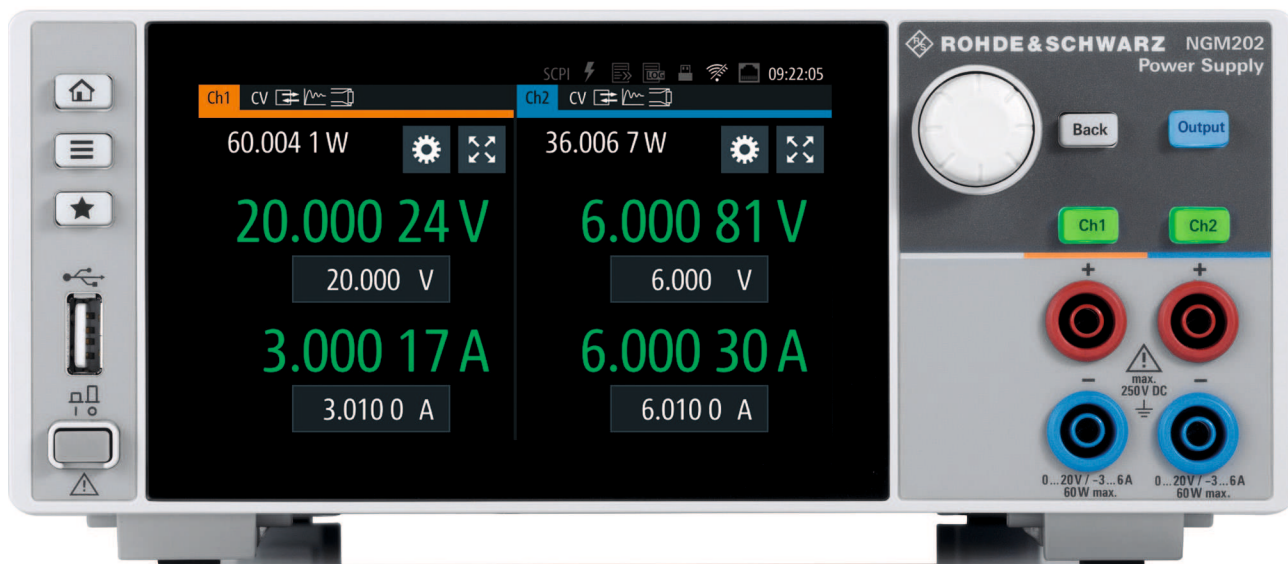 ROHDE&SCHWARZ NGM202
Power Supply
SCPI LOG 09:22:05
Ch1 CV
Ch2 CV
60.004 1 W
36.006 7 W
20.000 24 V
6.000 81 V
20.000 V
6.000 V
3.000 17 A
6.000 30 A
3.010 0 A
6.010 0 A
Back
Output
Ch1
Ch2
+ +
max.
250V DC
- -
0...20V / -3...6A
60W max.
0...20V / -3...6A
60W max.
I O